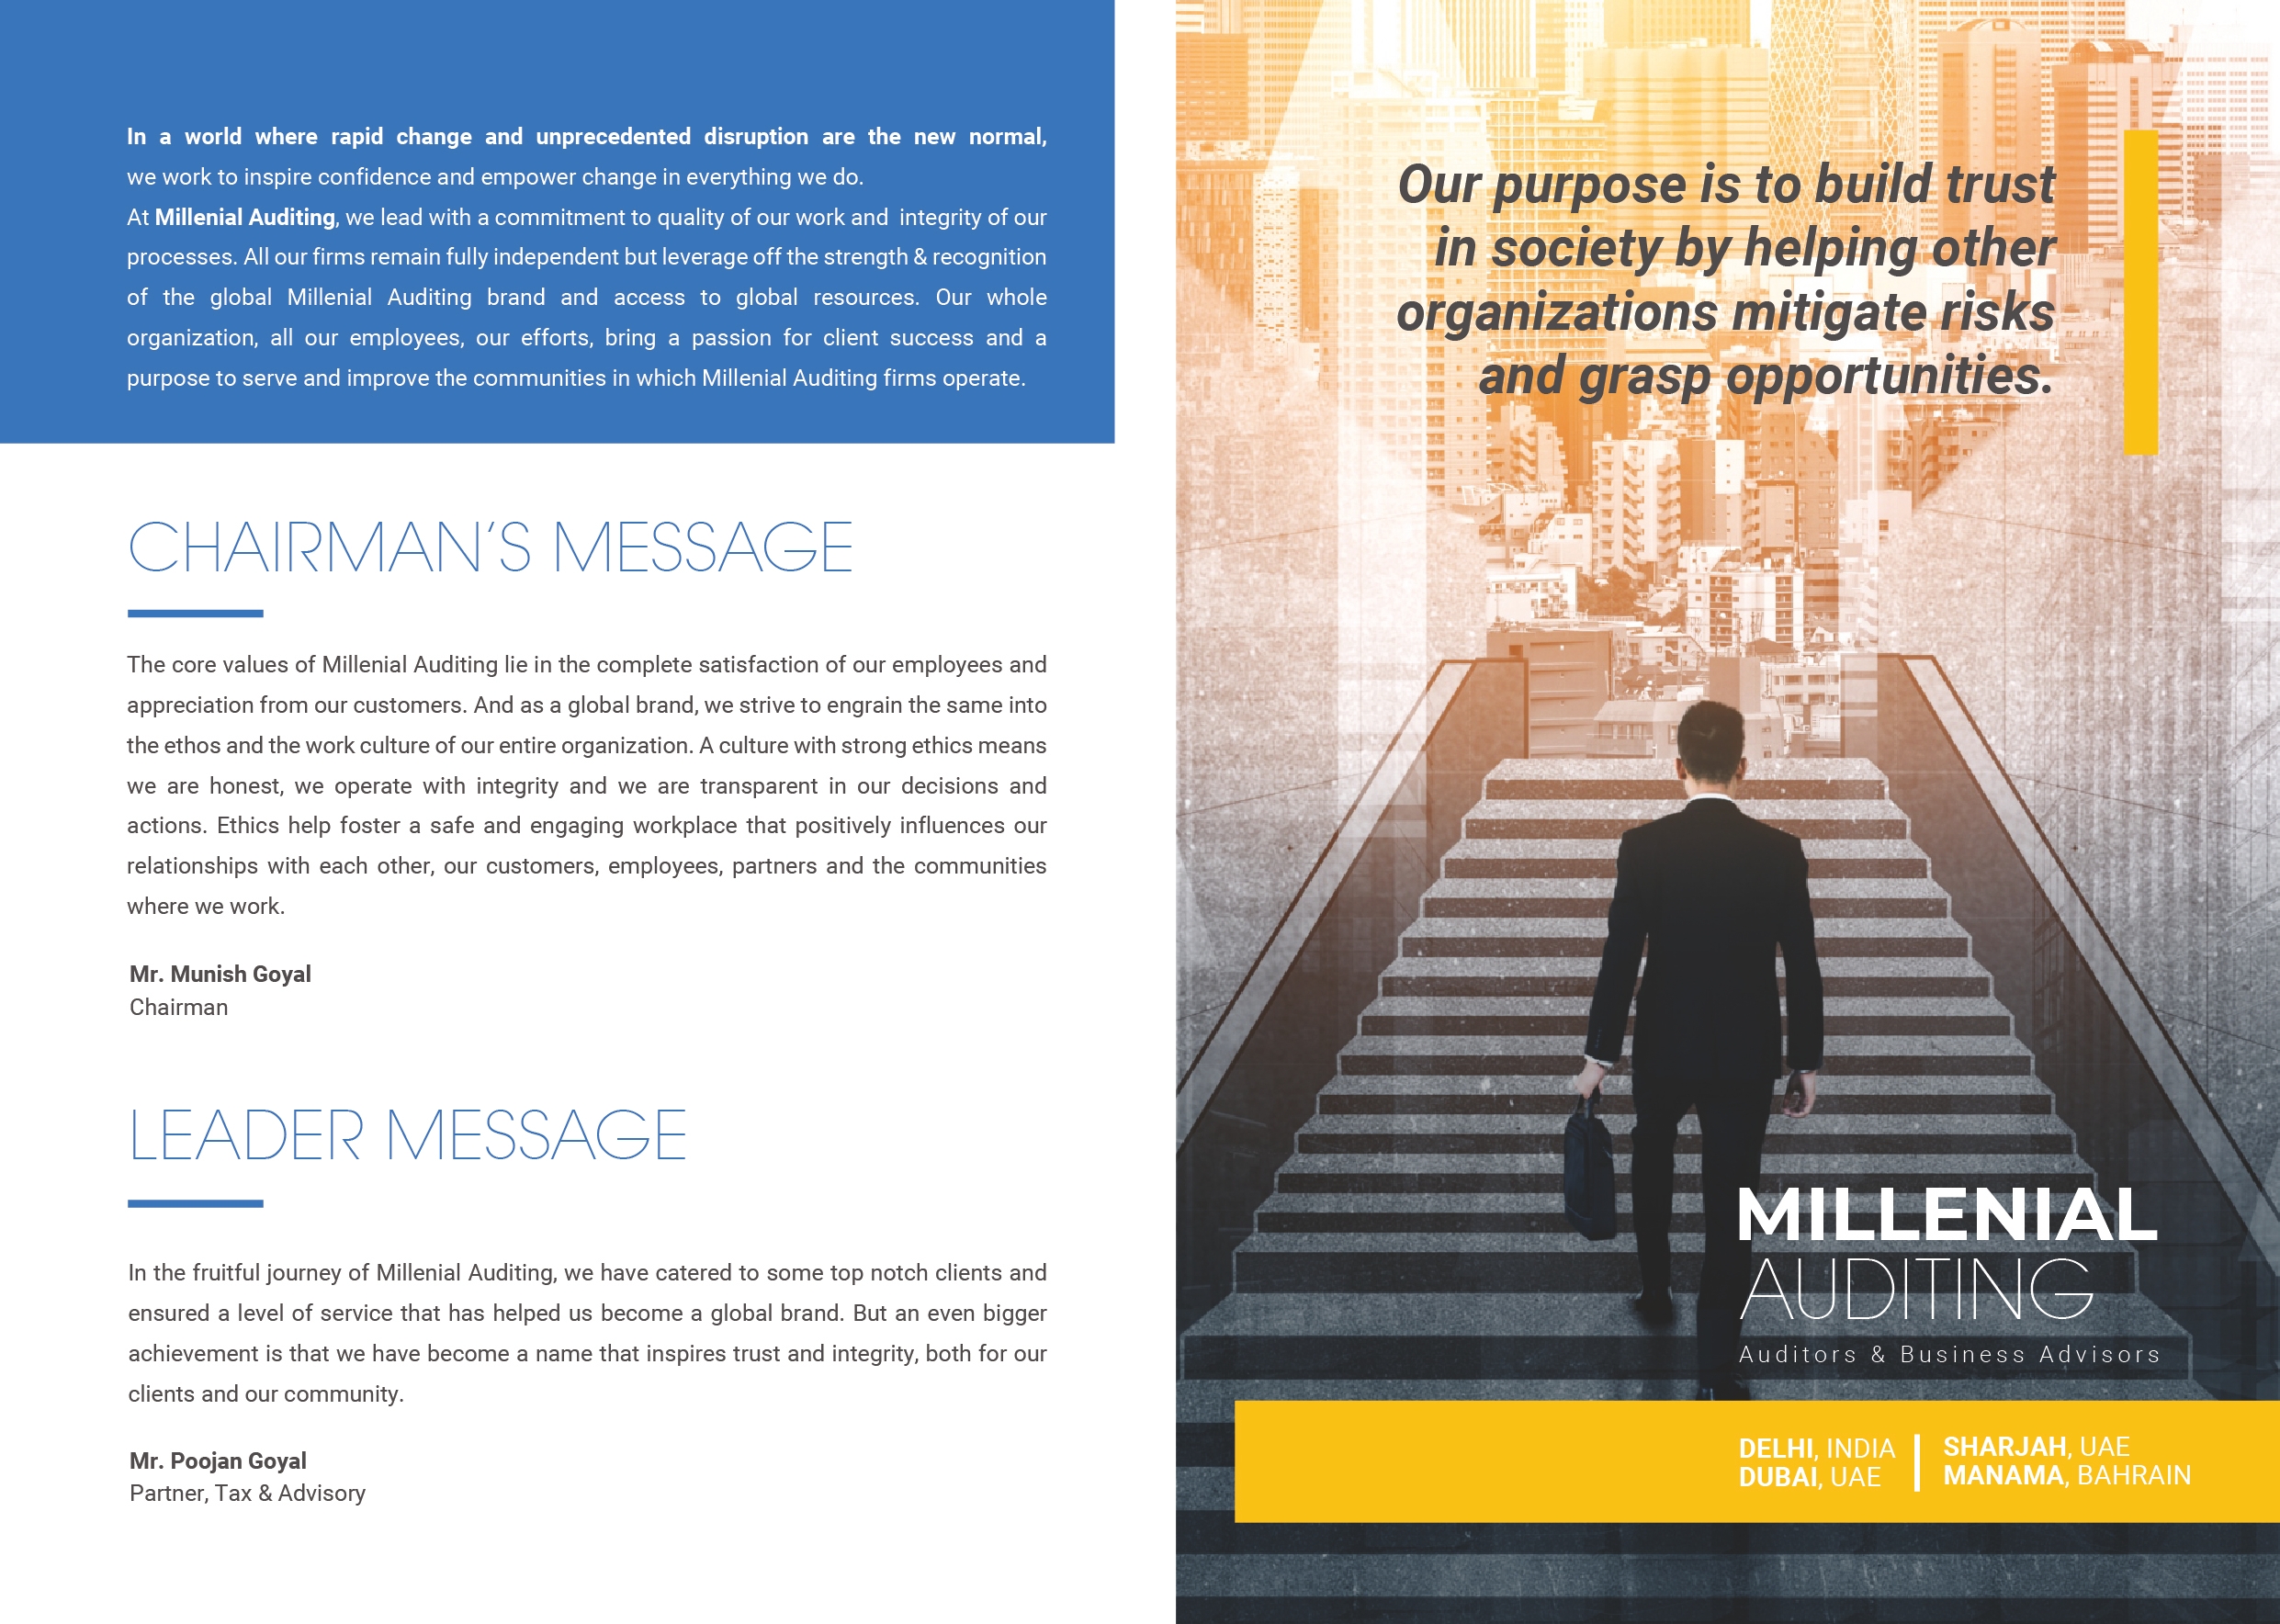 In a world where rapid change and unprecedented disruption are the new normal,
we work to inspire confidence and empower change in everything we do.
At Millenial Auditing, we lead with a commitment to quality of our work and integrity of our
processes. All our firms remain fully independent but leverage off the strength & recognition
of the global Millenial Auditing brand and access to global resources. Our whole
organization, all our employees, our efforts, bring a passion for client success and a
purpose to serve and improve the communities in which Millenial Auditing firms operate.
CHAIRMAN'S MESSAGE
The core values of Millenial Auditing lie in the complete satisfaction of our employees and
appreciation from our customers. And as a global brand, we strive to engrain the same into
the ethos and the work culture of our entire organization. A culture with strong ethics means
we are honest, we operate with integrity and we are transparent in our decisions and
actions. Ethics help foster a safe and engaging workplace that positively influences our
relationships with each other, our customers, employees, partners and the communities
where we work.
Mr. Munish Goyal
Chairman
LEADER MESSAGE
In the fruitful journey of Millenial Auditing, we have catered to some top notch clients and
ensured a level of service that has helped us become a global brand. But an even bigger
achievement is that we have become a name that inspires trust and integrity, both for our
clients and our community.
Mr. Poojan Goyal
Partner, Tax & Advisory
Our purpose is to build trust
in society by helping other
organizations mitigate risks
and grasp opportunities.
MILLENIAL
AUDITING
Auditors & Business Advisors
DELHI, INDIA
DUBAI, UAE
SHARJAH, UAE
MANAMA, BAHRAIN